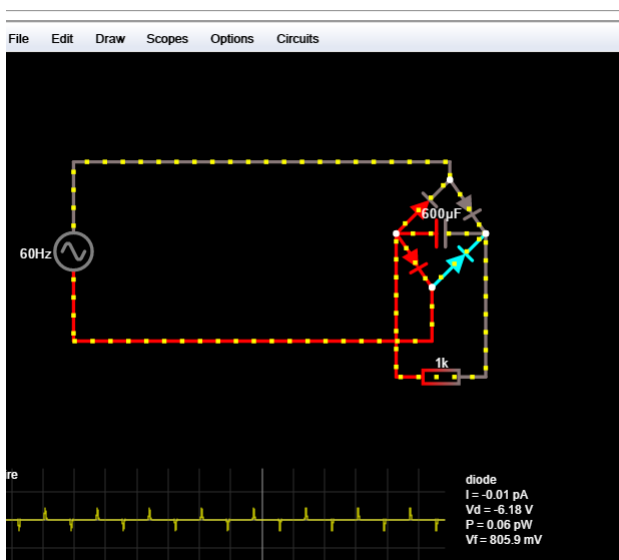 File Edit Draw Scopes Options Circuits
600µF
60Hz
1k
re
diode
I = -0.01 pA
Vd = -6.18 V
P = 0.06 pW
Vf = 805.9 mV